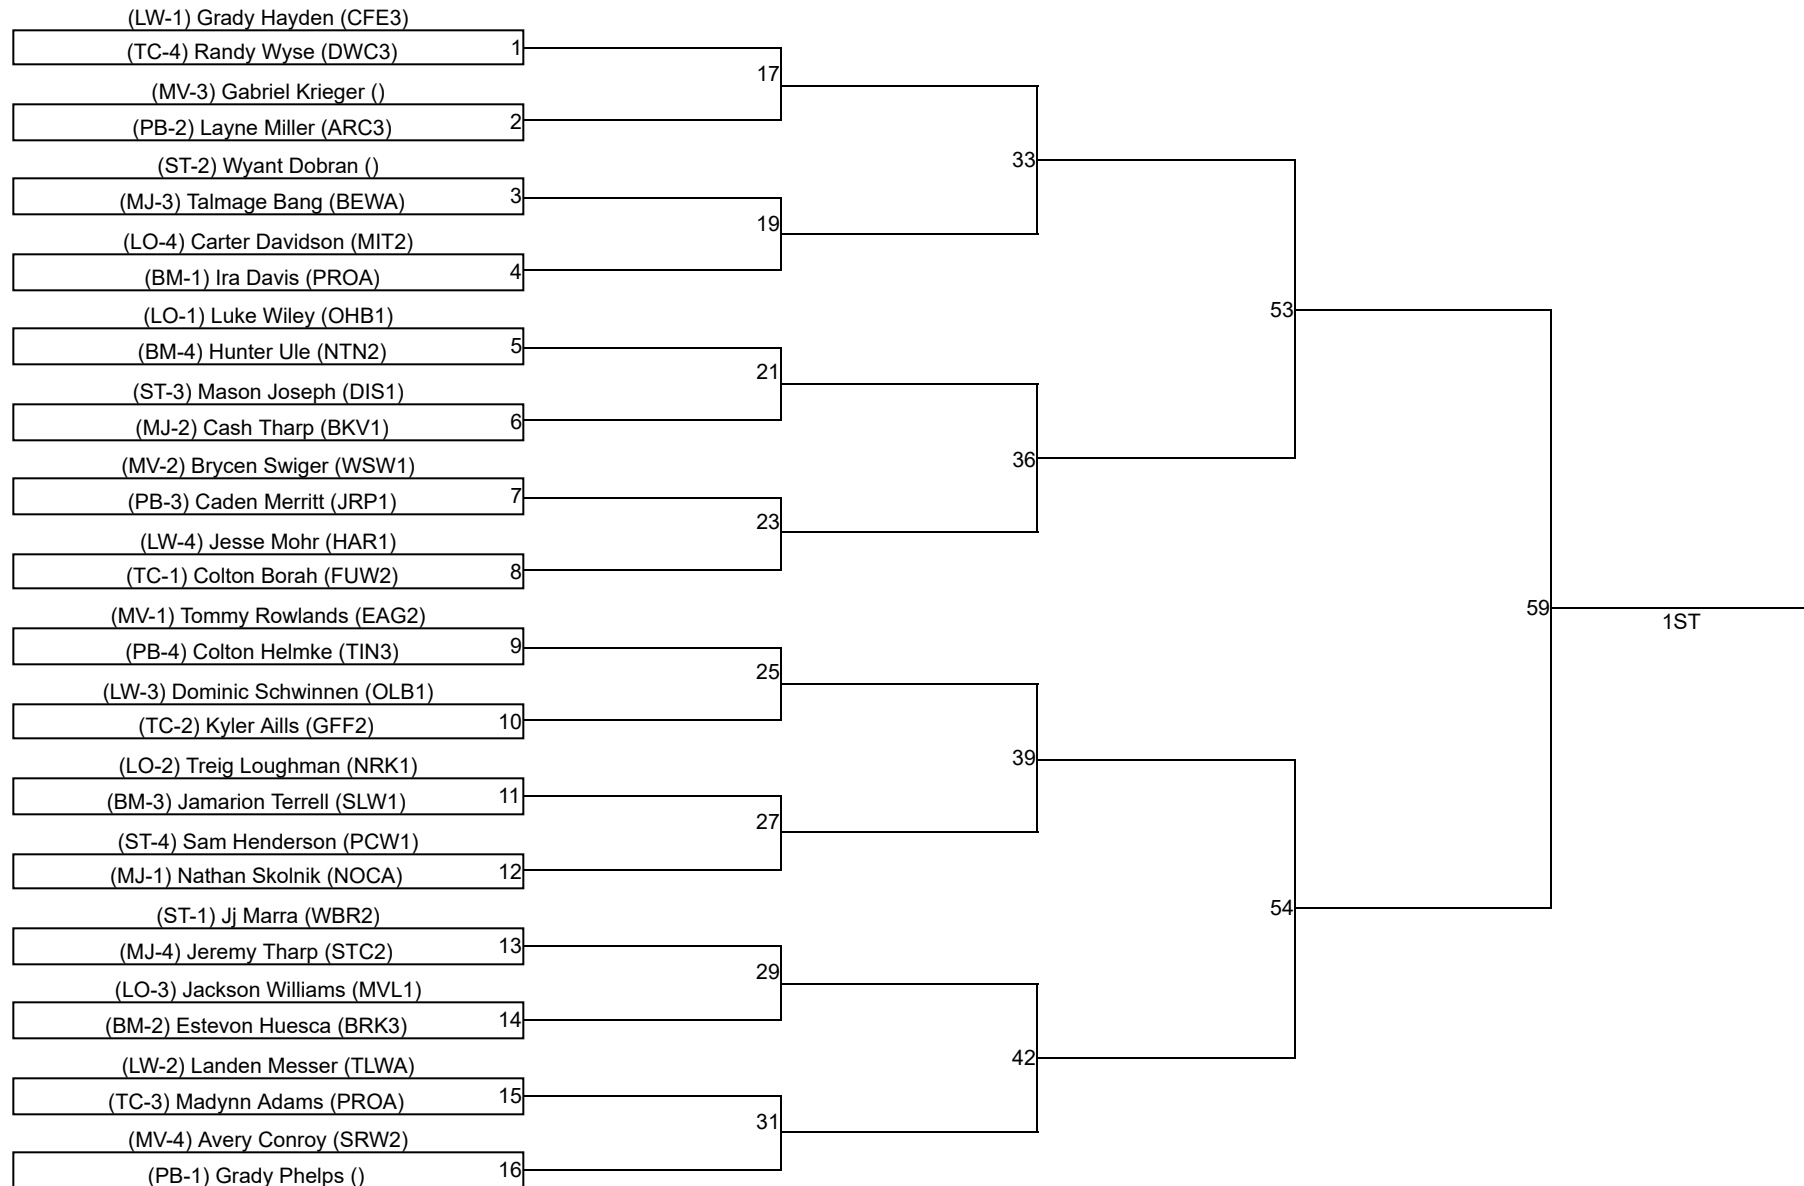 (LW-1) Grady Hayden (CFE3)
(TC-4) Randy Wyse (DWC3)
1
(MV-3) Gabriel Krieger ()
(PB-2) Layne Miller (ARC3)
2
17
(ST-2) Wyant Dobran ()
(MJ-3) Talmage Bang (BEWA)
3
(LO-4) Carter Davidson (MIT2)
(BM-1) Ira Davis (PROA)
4
19
33
(LO-1) Luke Wiley (OHB1)
(BM-4) Hunter Ule (NTN2)
5
(ST-3) Mason Joseph (DIS1)
(MJ-2) Cash Tharp (BKV1)
6
21
(MV-2) Brycen Swiger (WSW1)
(PB-3) Caden Merritt (JRP1)
7
(LW-4) Jesse Mohr (HAR1)
(TC-1) Colton Borah (FUW2)
8
23
36
53
(MV-1) Tommy Rowlands (EAG2)
(PB-4) Colton Helmke (TIN3)
9
(LW-3) Dominic Schwinnen (OLB1)
(TC-2) Kyler Aills (GFF2)
10
25
(LO-2) Treig Loughman (NRK1)
(BM-3) Jamarion Terrell (SLW1)
11
(ST-4) Sam Henderson (PCW1)
(MJ-1) Nathan Skolnik (NOCA)
12
27
39
(ST-1) Jj Marra (WBR2)
(MJ-4) Jeremy Tharp (STC2)
13
(LO-3) Jackson Williams (MVL1)
(BM-2) Estevon Huesca (BRK3)
14
29
(LW-2) Landen Messer (TLWA)
(TC-3) Madynn Adams (PROA)
15
(MV-4) Avery Conroy (SRW2)
(PB-1) Grady Phelps ()
16
31
42
54
59
1ST